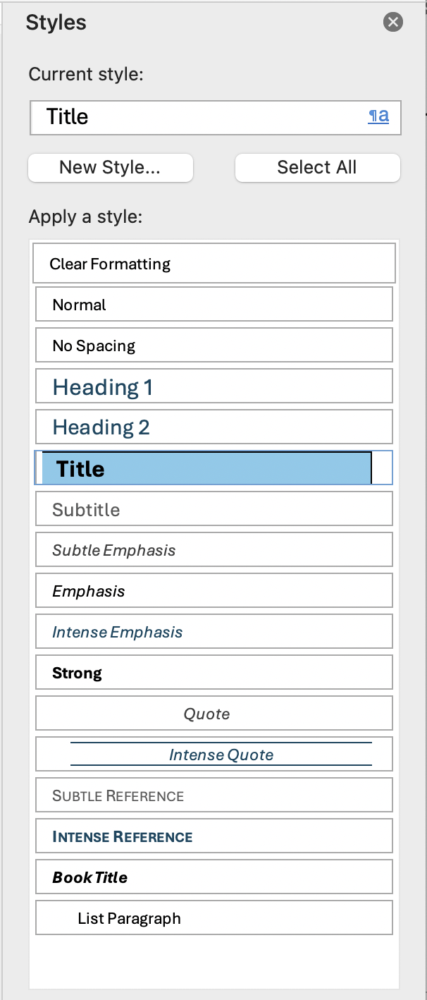 Styles
Current style:
Title ¶a
New Style... Select All
Apply a style:
Clear Formatting
Normal
No Spacing
Heading 1
Heading 2
Title
Subtitle
Subtle Emphasis
Emphasis
Intense Emphasis
Strong
Quote
Intense Quote
SUBTLE REFERENCE
INTENSE REFERENCE
Book Title
List Paragraph